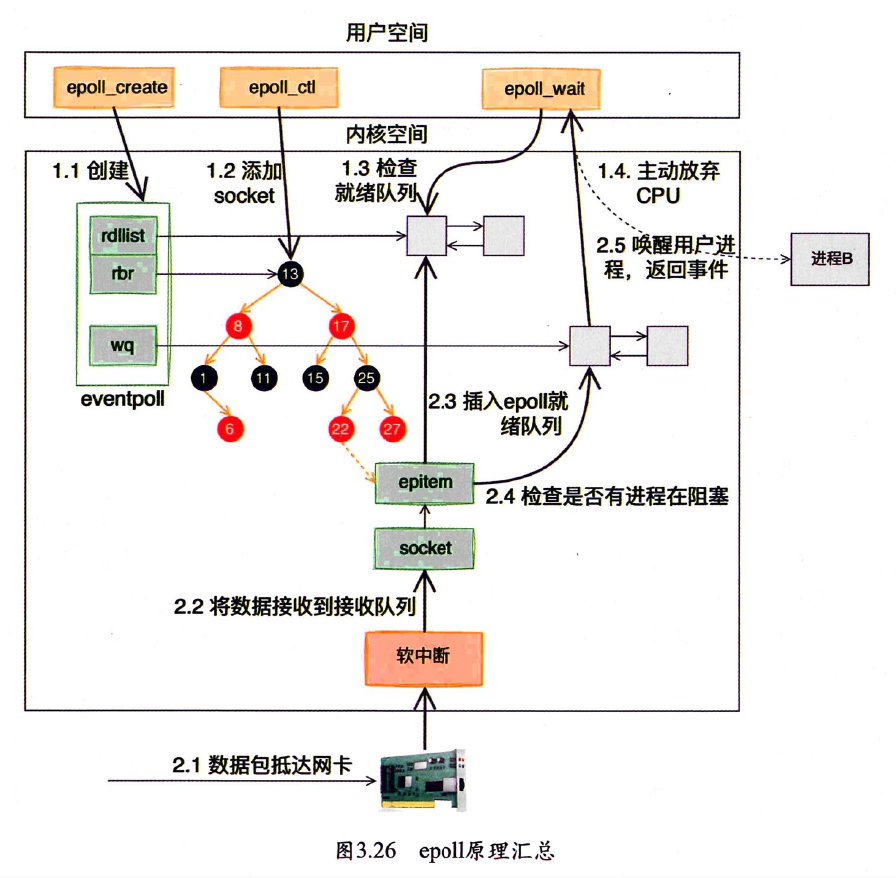 用户空间
epoll_create
epoll_ctl
epoll_wait
内核空间
1.1 创建
1.2 添加
socket
1.3 检查
就绪队列
1.4. 主动放弃
CPU
rdllist
rbr
wq
eventpoll
13
8
17
1
11
15
25
6
22
27
2.5 唤醒用户进
程，返回事件
进程B
2.3 插入epoll就
绪队列
epitem
2.4 检查是否有进程在阻塞
socket
2.2 将数据接收到接收队列
软中断
2.1 数据包抵达网卡
图3.26 epoll原理汇总